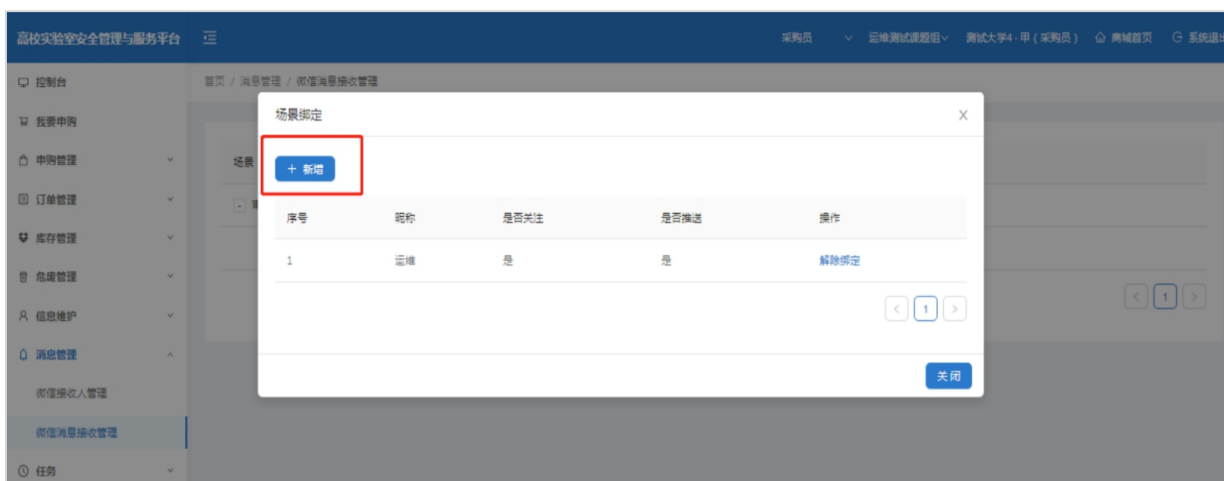 高校实验室安全管理与服务平台 采购员 运维测试课题组 测试大学4 - 甲 ( 采购员 ) 商城首页 系统退出
控制台 首页 / 消息管理 / 微信消息接收管理
场景绑定 X
我要申购
申购管理 场景
+ 新增
订单管理
序号 昵称 是否关注 是否推送 操作
库存管理
1 运维 是 是 解除绑定
危废管理
< 1 > < 1 >
信息维护
消息管理
关闭
微信接收人管理
微信消息接收管理
任务